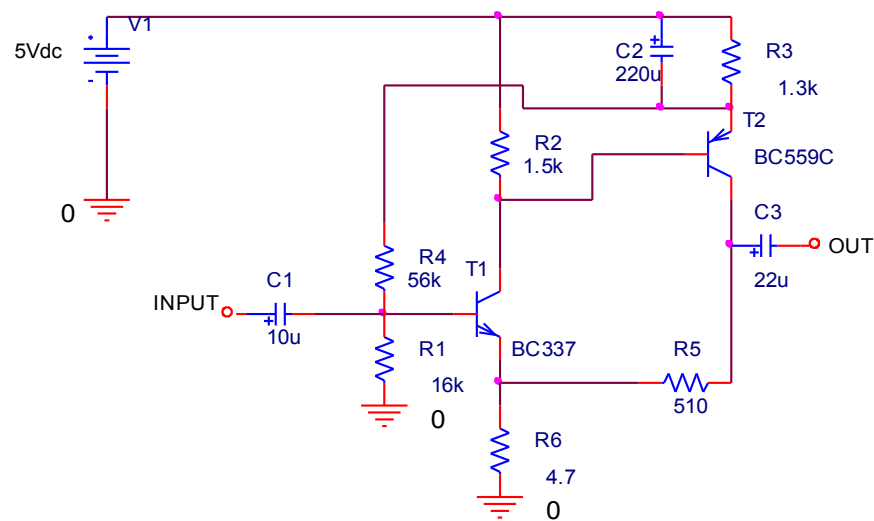 V1
5Vdc
+
-
0
C2
+
220u
R3
1.3k
T2
BC559C
R2
1.5k
C3
+
22u
OUT
R4
56k
T1
C1
INPUT
+
10u
R1
16k
0
BC337
R5
510
R6
4.7
0